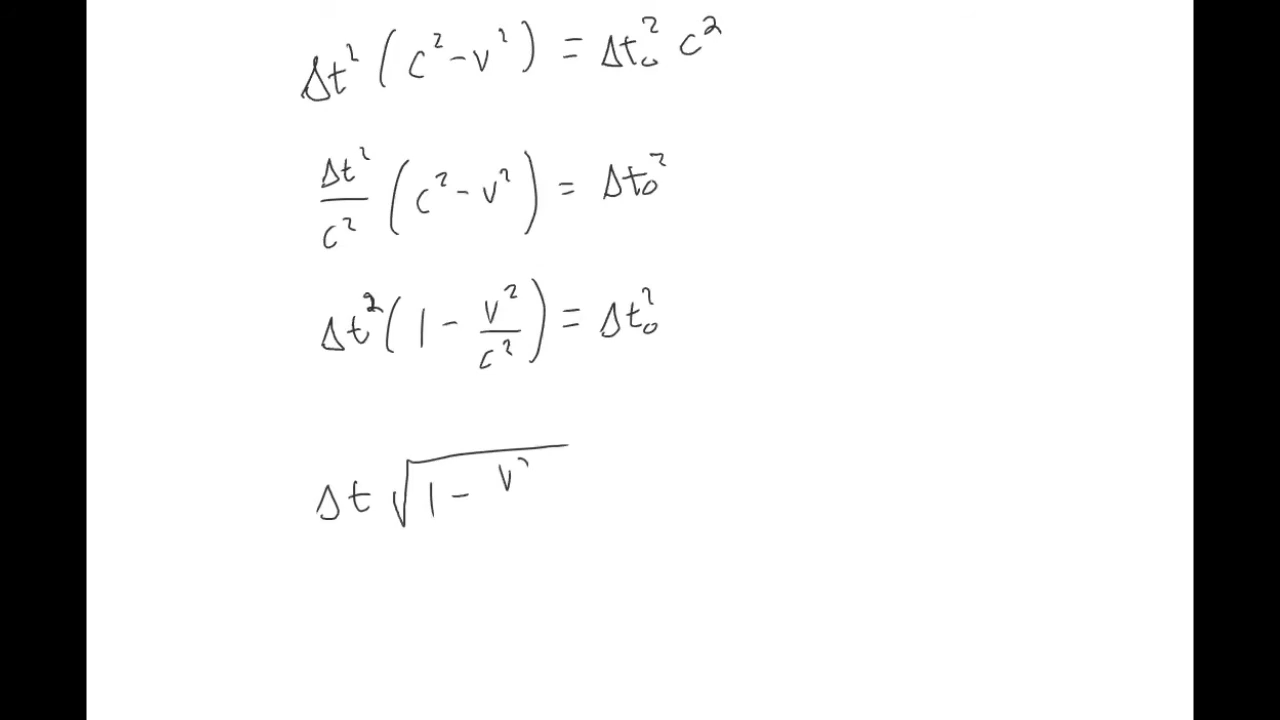 Δt² (c² - v²) = Δt₀² c²
Δt²/c² (c² - v²) = Δt₀²
Δt² (1 - v²/c²) = Δt₀²
Δt √(1 - v²